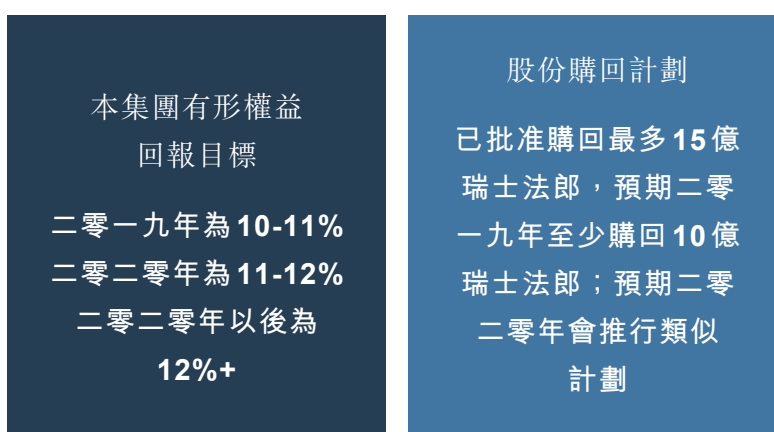 本集團有形權益
回報目標
二零一九年為10-11%
二零二零年為11-12%
二零二零年以後為
12%+
股份購回計劃
已批准購回最多15億
瑞士法郎，預期二零
一九年至少購回10億
瑞士法郎；預期二零
二零年會推行類似
計劃